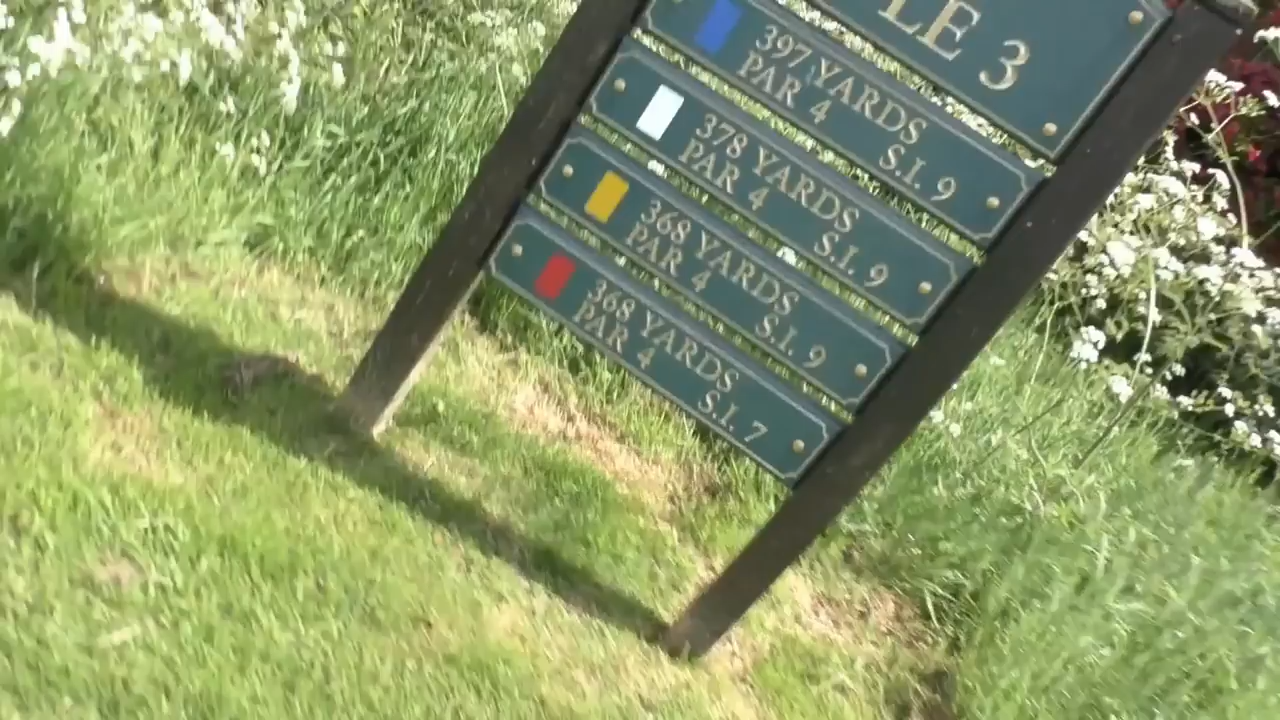 LE 3
397 YARDS
PAR 4 S.I. 9
378 YARDS
PAR 4 S.I. 9
368 YARDS
PAR 4 S.I. 9
368 YARDS
PAR 4 S.I. 7